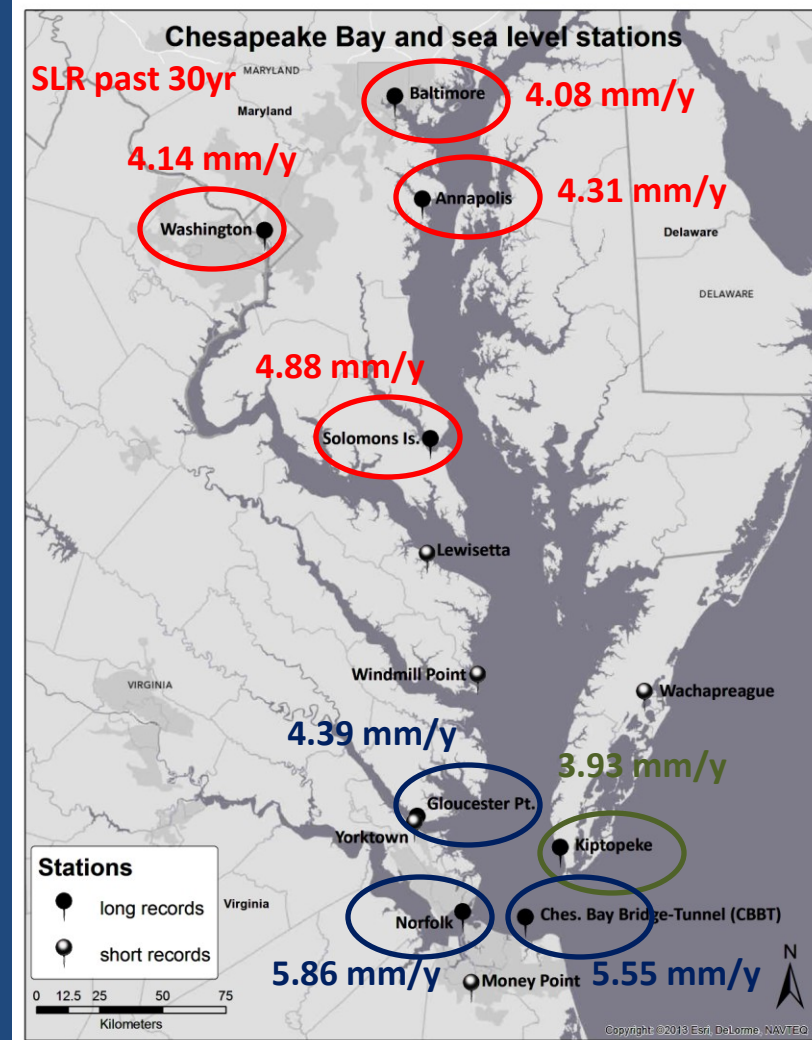 Chesapeake Bay and sea level stations
SLR past 30yr
MARYLAND
Maryland
Baltimore
4.08 mm/y
4.14 mm/y
Annapolis
4.31 mm/y
Washington
Delaware
DELAWARE
4.88 mm/y
Solomons Is.
Lewisetta
Windmill Point
VIRGINIA
Wachapreague
4.39 mm/y
3.93 mm/y
Gloucester Pt.
Yorktown
Kiptopeke
Stations
long records
Virginia
Norfolk
Ches. Bay Bridge-Tunnel (CBBT)
short records
5.86 mm/y
5.55 mm/y
Money Point
N
0 12.5 25 50 75
Kilometers
Copyright: ©2013 Esri, DeLorme, NAVTEQ